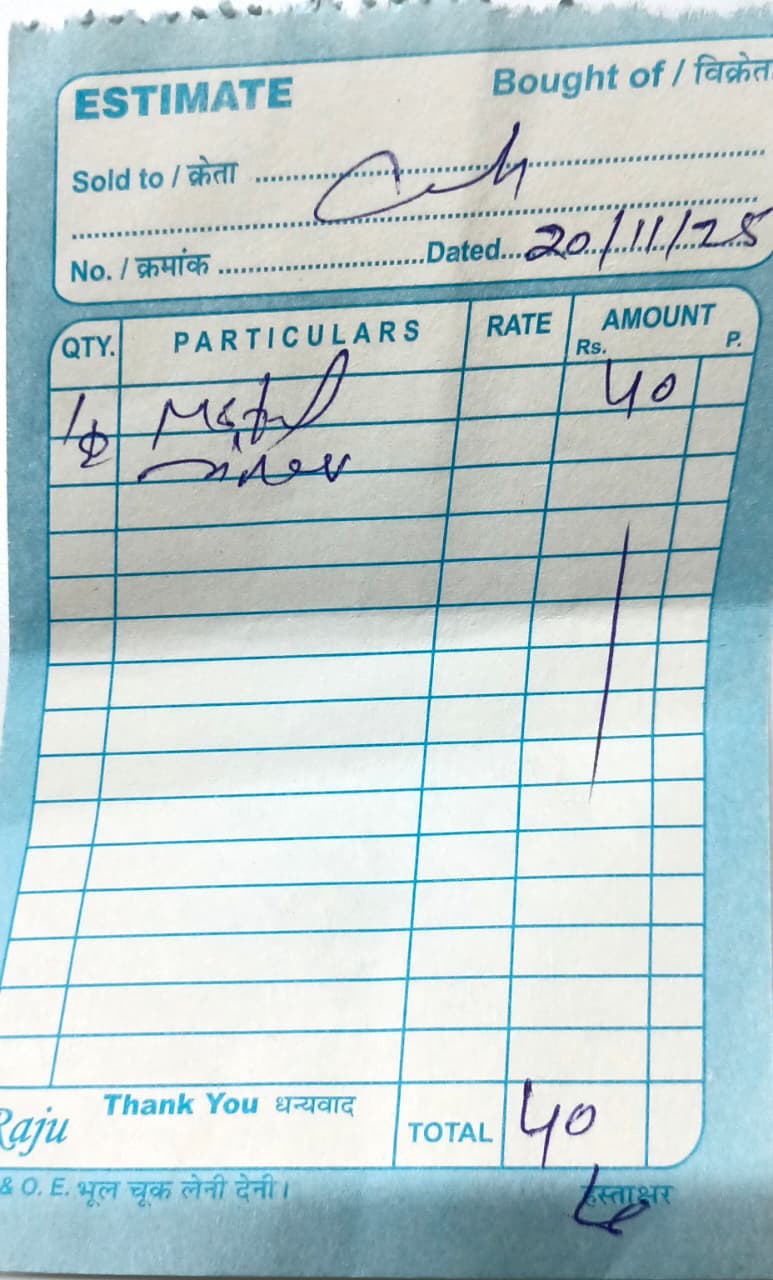 ESTIMATE Bought of / विक्रेता
Sold to / क्रेता Cash
No. / क्रमांक Dated 20/11/25
QTY. PARTICULARS RATE AMOUNT
Rs. P.
40
Thank You धन्यवाद
Raju TOTAL 40
& O. E. भूल चूक लेनी देनी। हस्ताक्षर